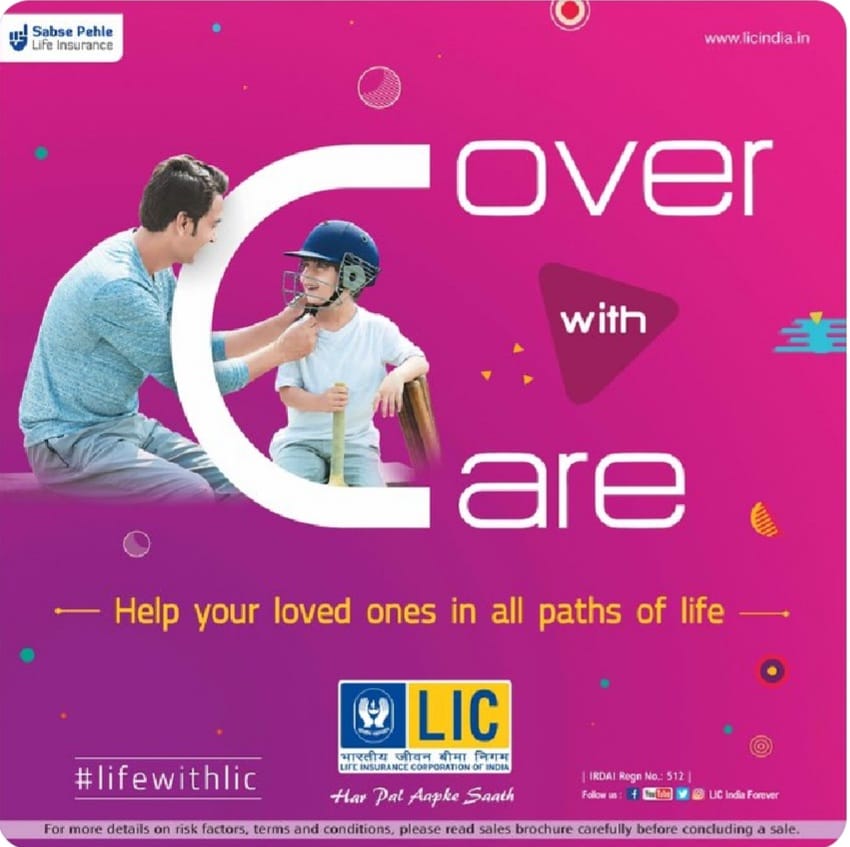 Sabse Pehle
Life Insurance
www.licindia.in
Cover
with
Care
Help your loved ones in all paths of life
LIC
भारतीय जीवन बीमा निगम
LIFE INSURANCE CORPORATION OF INDIA
Har Pal Aapke Saath
#lifewithlic
| IRDAI Regn No.: 512 |
Follow us : f YouTube LIC India Forever
For more details on risk factors, terms and conditions, please read sales brochure carefully before concluding a sale.